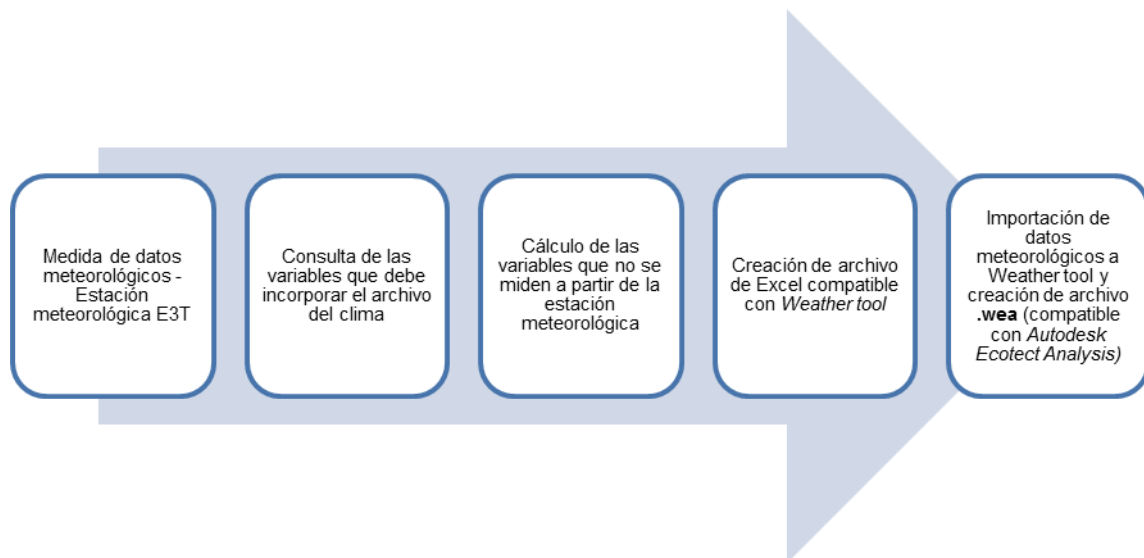 Medida de datos
meteorológicos -
Estación
meteorológica E3T
Consulta de las
variables que debe
incorporar el archivo
del clima
Cálculo de las
variables que no se
miden a partir de la
estación
meteorológica
Creación de archivo
de Excel compatible
con Weather tool
Importación de
datos
meteorológicos a
Weather tool y
creación de archivo
.wea (compatible
con Autodesk
Ecotect Analysis)